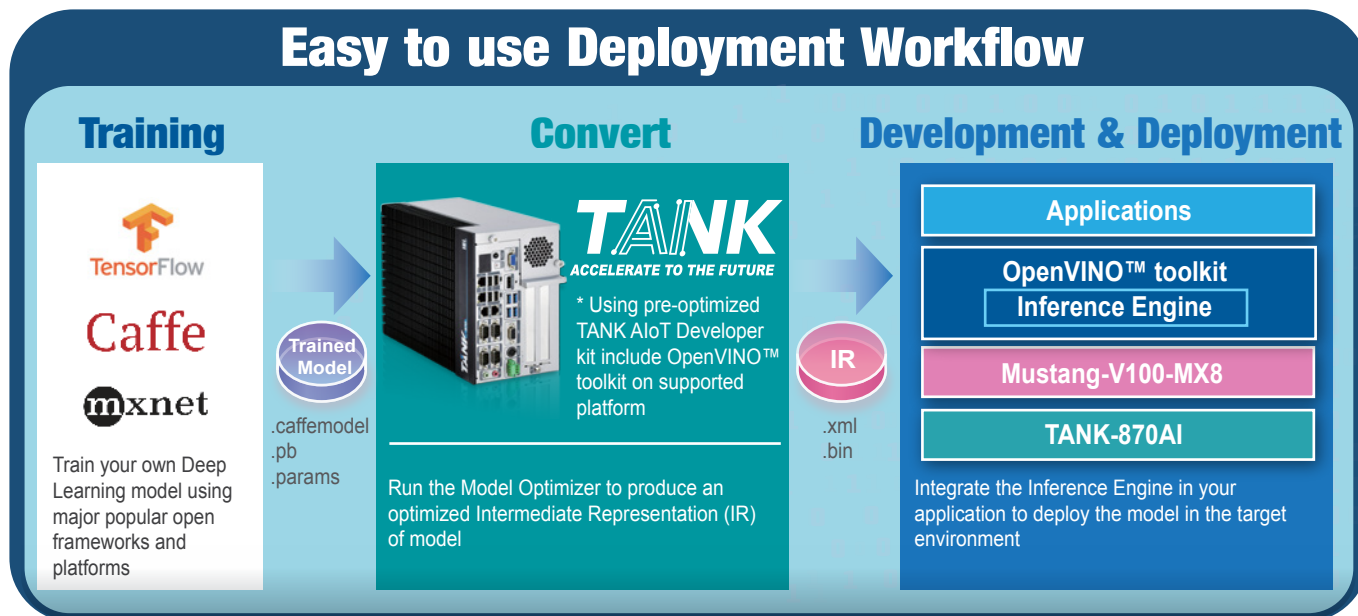 Easy to use Deployment Workflow
Training
TensorFlow
Caffe
mxnet
Train your own Deep
Learning model using
major popular open
frameworks and
platforms
Trained
Model
.caffemodel
.pb
.params
Convert
TANK
ACCELERATE TO THE FUTURE
* Using pre-optimized
TANK AIoT Developer
kit include OpenVINO™
toolkit on supported
platform
Run the Model Optimizer to produce an
optimized Intermediate Representation (IR)
of model
IR
.xml
.bin
Development & Deployment
Applications
OpenVINO™ toolkit
Inference Engine
Mustang-V100-MX8
TANK-870AI
Integrate the Inference Engine in your
application to deploy the model in the target
environment